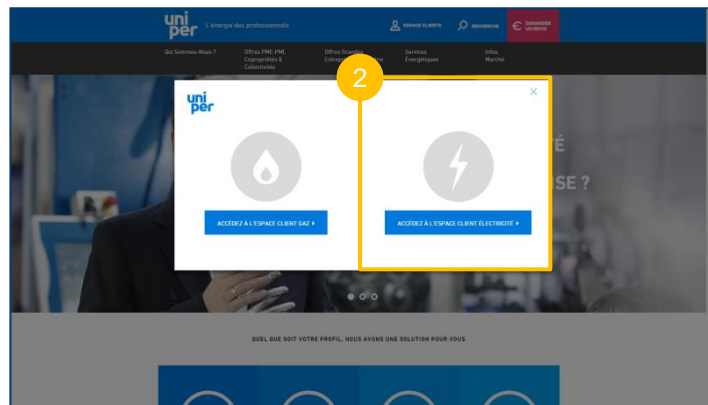 uni
per
L'énergie des professionnels
ESPACE CLIENTS
RECHERCHE
€ DEMANDER
UN DEVIS
Qui Sommes-Nous ?
Offres PME-PMI,
Copropriétés &
Collectivités
Offres Grandes
Services
Énergétiques
Infos
Marché
2
uni
per
É
SE ?
ACCÉDEZ À L'ESPACE CLIENT GAZ
ACCÉDEZ À L'ESPACE CLIENT ÉLECTRICITÉ
QUEL QUE SOIT VOTRE PROFIL, NOUS AVONS UNE SOLUTION POUR VOUS